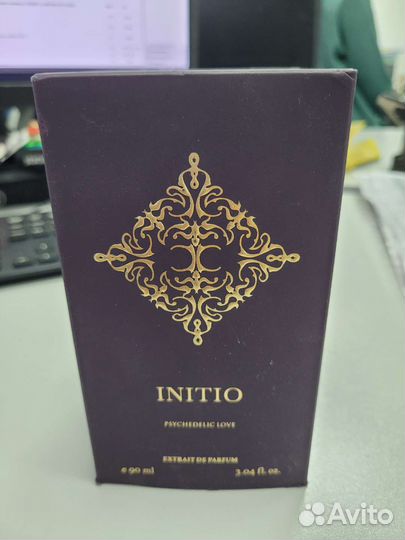 INITIO
PSYCHEDELIC LOVE
EXTRAIT DE PARFUM
e 90 ml 3.04 fl. oz.
Avito